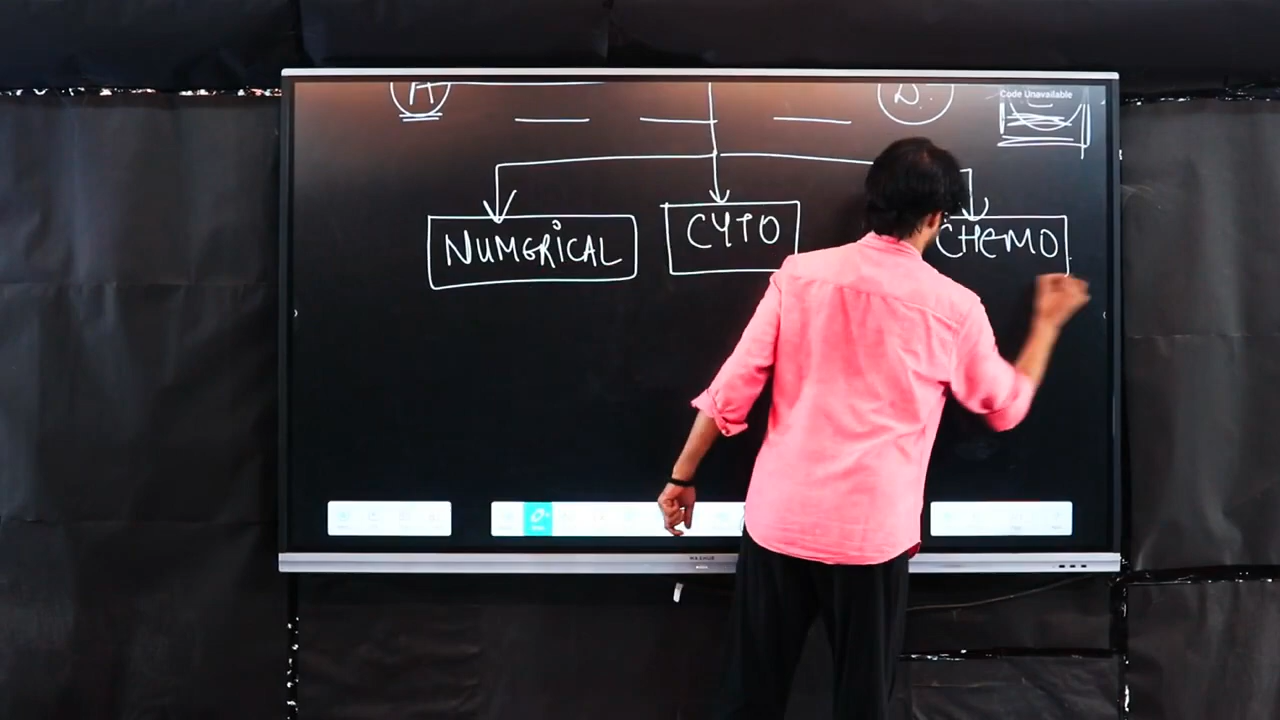 A
D.
Code Unavailable
NUMERiCAL
CYTO
CHEMO